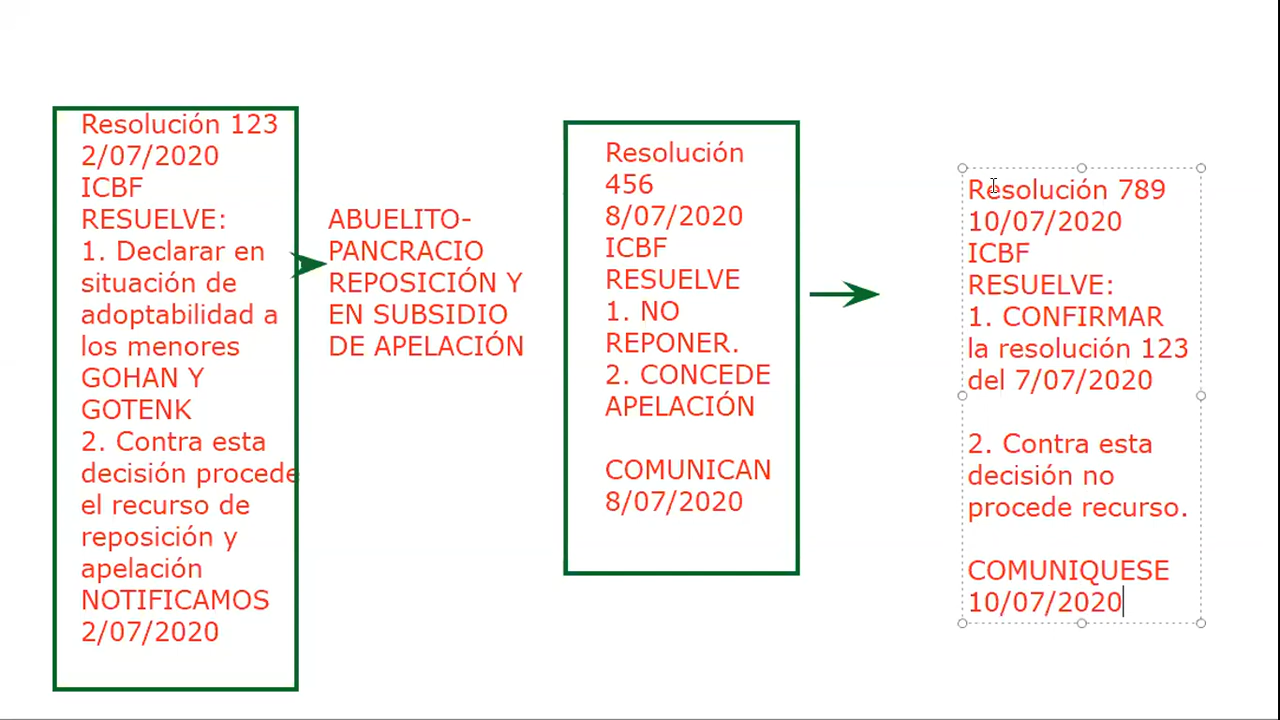 Resolución 123
2/07/2020
ICBF
RESUELVE:
1. Declarar en
situación de
adoptabilidad a
los menores
GOHAN Y
GOTENK
2. Contra esta
decisión procede
el recurso de
reposición y
apelación
NOTIFICAMOS
2/07/2020
ABUELITO-
PANCRACIO
REPOSICIÓN Y
EN SUBSIDIO
DE APELACIÓN
Resolución
456
8/07/2020
ICBF
RESUELVE
1. NO
REPONER.
2. CONCEDE
APELACIÓN
COMUNICAN
8/07/2020
Resolución 789
10/07/2020
ICBF
RESUELVE:
1. CONFIRMAR
la resolución 123
del 7/07/2020
2. Contra esta
decisión no
procede recurso.
COMUNIQUESE
10/07/2020